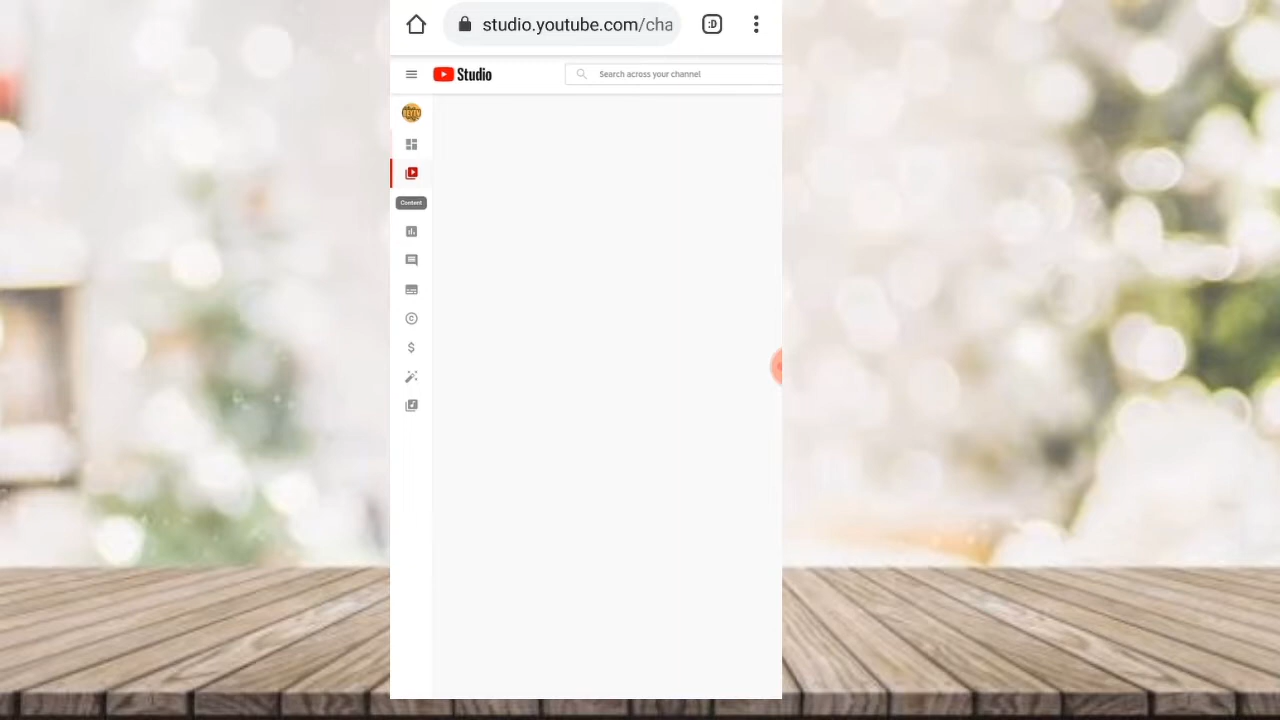 studio.youtube.com/cha
:D
Studio
Search across your channel
Content